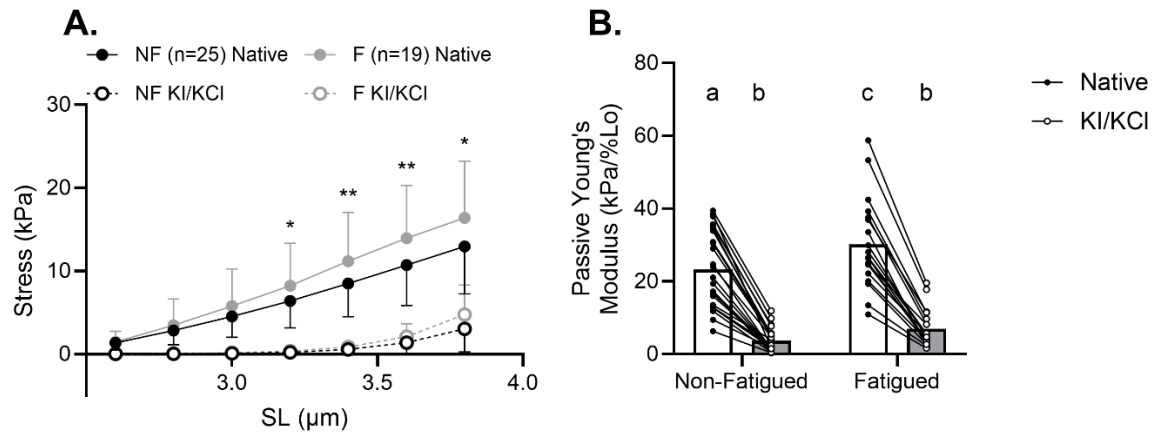 A.
NF (n=25) Native
F (n=19) Native
NF KI/KCl
F KI/KCl
Stress (kPa)
30
20
10
0
*
**
**
*
3.0
3.5
4.0
SL (µm)
B.
Passive Young's
Modulus (kPa/%Lo)
80
60
40
20
0
a
b
c
b
Non-Fatigued
Fatigued
Native
KI/KCl